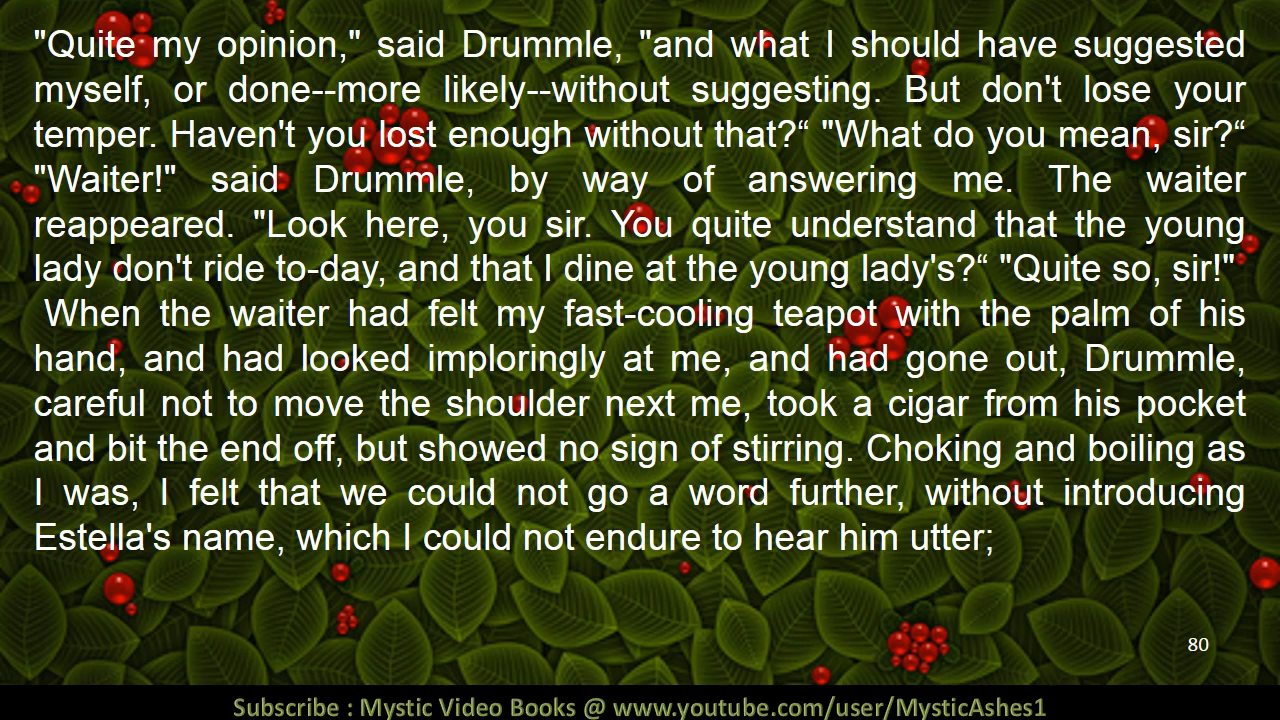 "Quite my opinion," said Drummle, "and what I should have suggested
myself, or done--more likely--without suggesting. But don't lose your
temper. Haven't you lost enough without that?“ "What do you mean, sir?“
"Waiter!" said Drummle, by way of answering me. The waiter
reappeared. "Look here, you sir. You quite understand that the young
lady don't ride to-day, and that I dine at the young lady's?“ "Quite so, sir!"
When the waiter had felt my fast-cooling teapot with the palm of his
hand, and had looked imploringly at me, and had gone out, Drummle,
careful not to move the shoulder next me, took a cigar from his pocket
and bit the end off, but showed no sign of stirring. Choking and boiling as
I was, I felt that we could not go a word further, without introducing
Estella's name, which I could not endure to hear him utter;
80
Subscribe : Mystic Video Books @ www.youtube.com/user/MysticAshes1